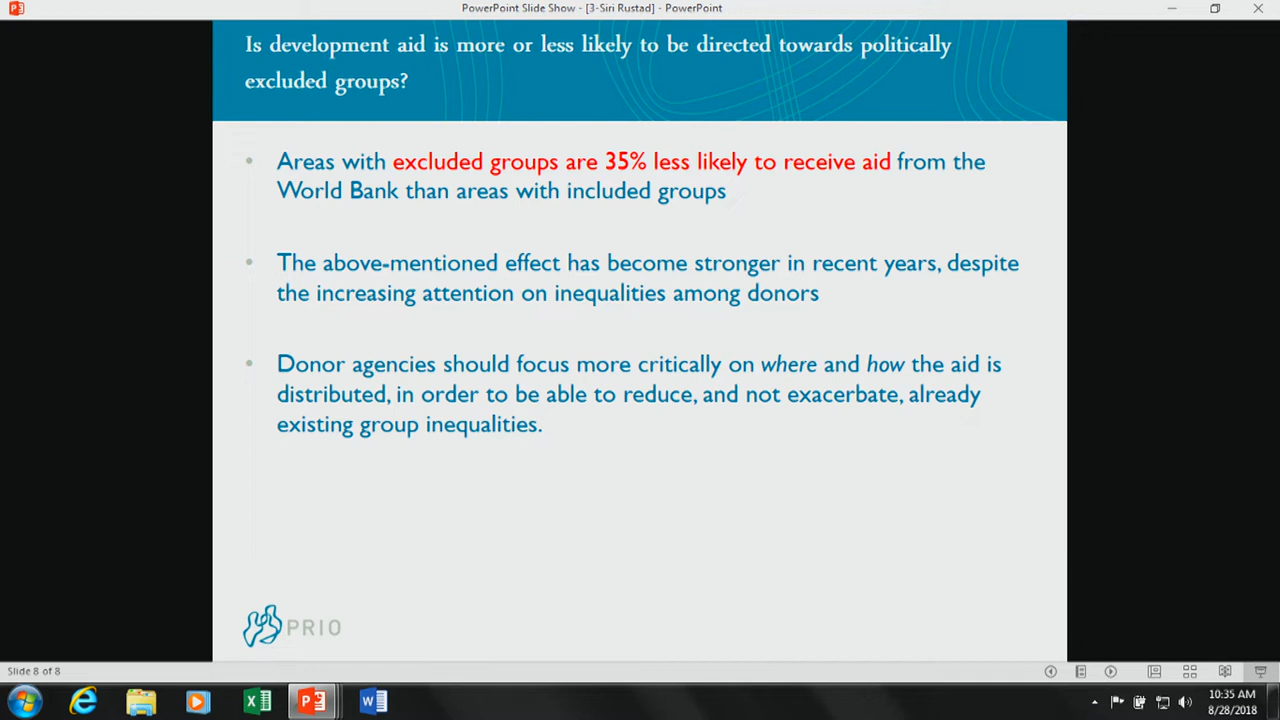 PowerPoint Slide Show - [3-Siri Rustad] - PowerPoint
Is development aid is more or less likely to be directed towards politically
excluded groups?
• Areas with excluded groups are 35% less likely to receive aid from the
World Bank than areas with included groups
• The above-mentioned effect has become stronger in recent years, despite
the increasing attention on inequalities among donors
• Donor agencies should focus more critically on where and how the aid is
distributed, in order to be able to reduce, and not exacerbate, already
existing group inequalities.
PRIO
Slide 8 of 8
10:35 AM
8/28/2018